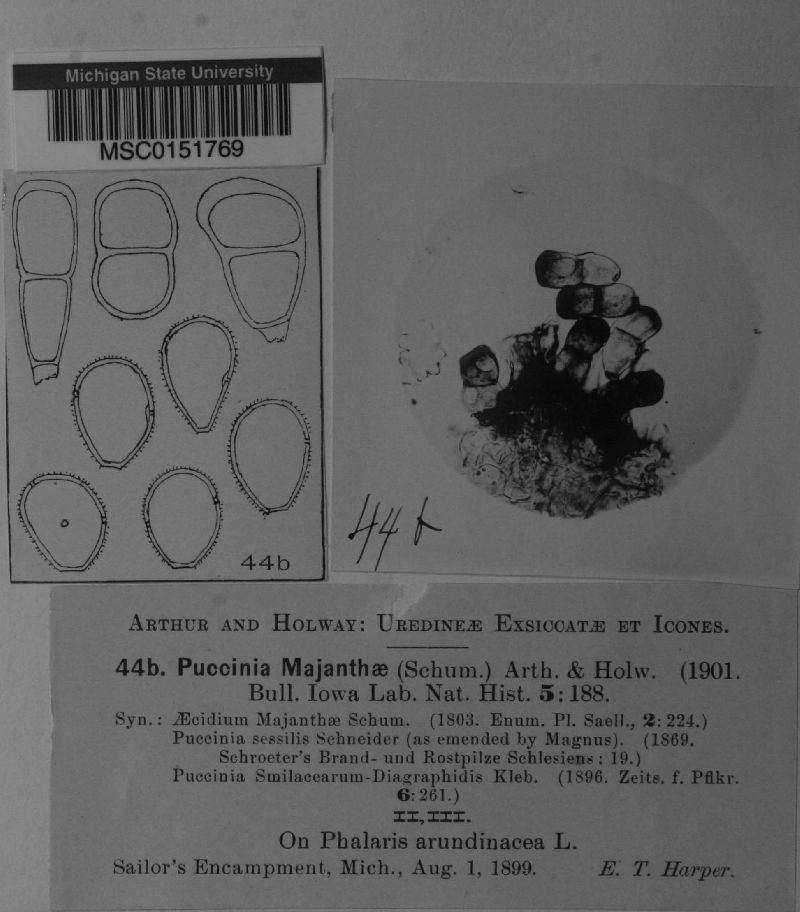 Michigan State University
MSC0151769
44b
44b
ARTHUR AND HOLWAY: UREDINEÆ EXSICCATÆ ET ICONES.
44b. Puccinia Majanthæ (Schum.) Arth. & Holw. (1901.
Bull. Iowa Lab. Nat. Hist. 5:188.
Syn.: Æcidium Majanthæ Schum. (1803. Enum. Pl. Saell., 2:224.)
Puccinia sessilis Schneider (as emended by Magnus). (1869.
Schroeter's Brand- und Rostpilze Schlesiens: 19.)
Puccinia Smilacearum-Diagraphidis Kleb. (1896. Zeits. f. Pflkr.
6:261.)
II, III.
On Phalaris arundinacea L.
Sailor's Encampment, Mich., Aug. 1, 1899. E. T. Harper.